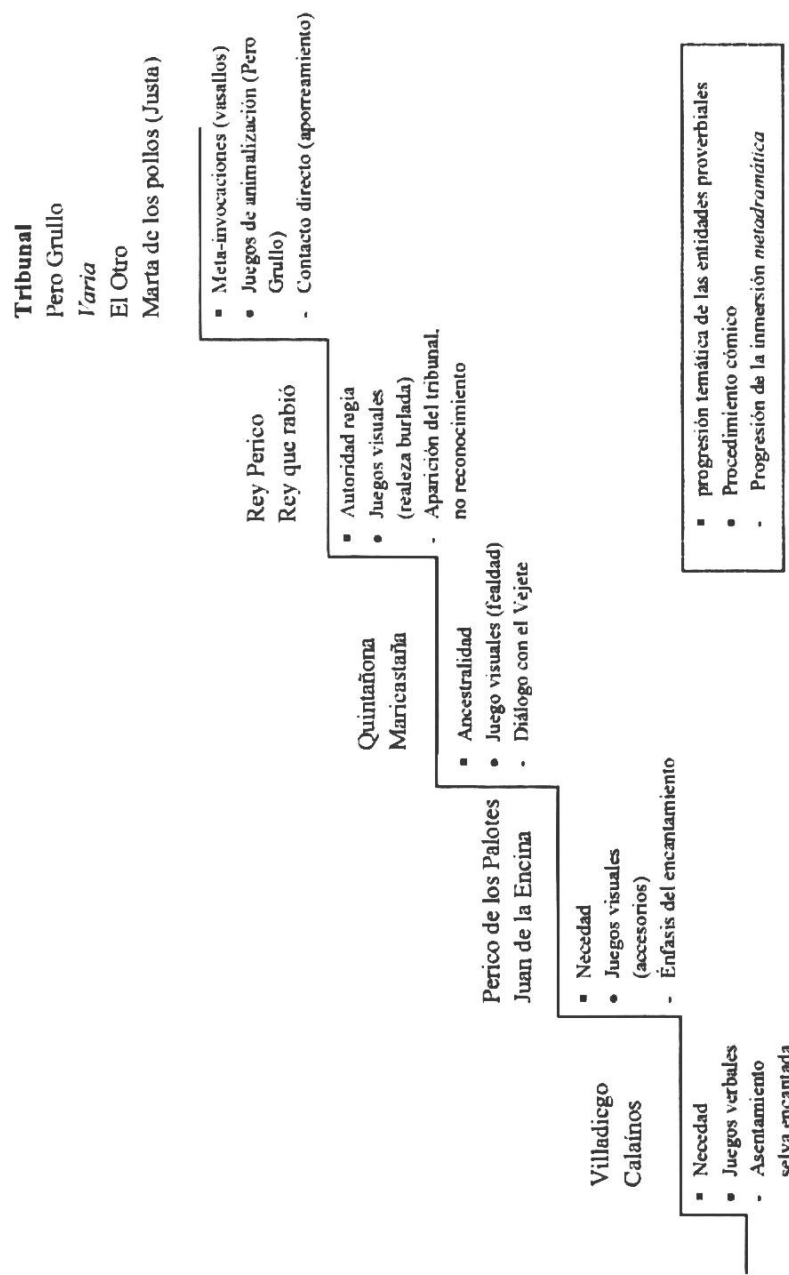 Tribunal
Pero Grullo
Varia
El Otro
Marta de los pollos (Justa)
▪ Meta-invocaciones (vasallos)
• Juegos de animalización (Pero
Grullo)
- Contacto directo (aporreamiento)
Rey Perico
Rey que rabió
▪ Autoridad regia
• Juegos visuales
(realeza burlada)
- Aparición del tribunal,
no reconocimiento
Quintañona
Maricastaña
▪ Ancestralidad
• Juego visuales (fealdad)
- Diálogo con el Vejete
Perico de los Palotes
Juan de la Encina
▪ Necedad
• Juegos visuales
(accesorios)
- Énfasis del encantamiento
Villadiego
Calaínos
▪ Necedad
• Juegos verbales
- Asentamiento
selva encantada
▪ progresión temática de las entidades proverbiales
• Procedimiento cómico
- Progresión de la inmersión metadramática